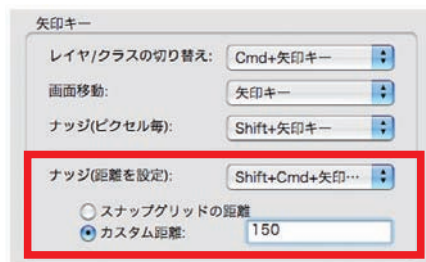 矢印キー
レイヤ/クラスの切り替え: Cmd+矢印キー
画面移動: 矢印キー
ナッジ(ピクセル毎): Shift+矢印キー
ナッジ(距離を設定): Shift+Cmd+矢印…
スナップグリッドの距離
カスタム距離: 150